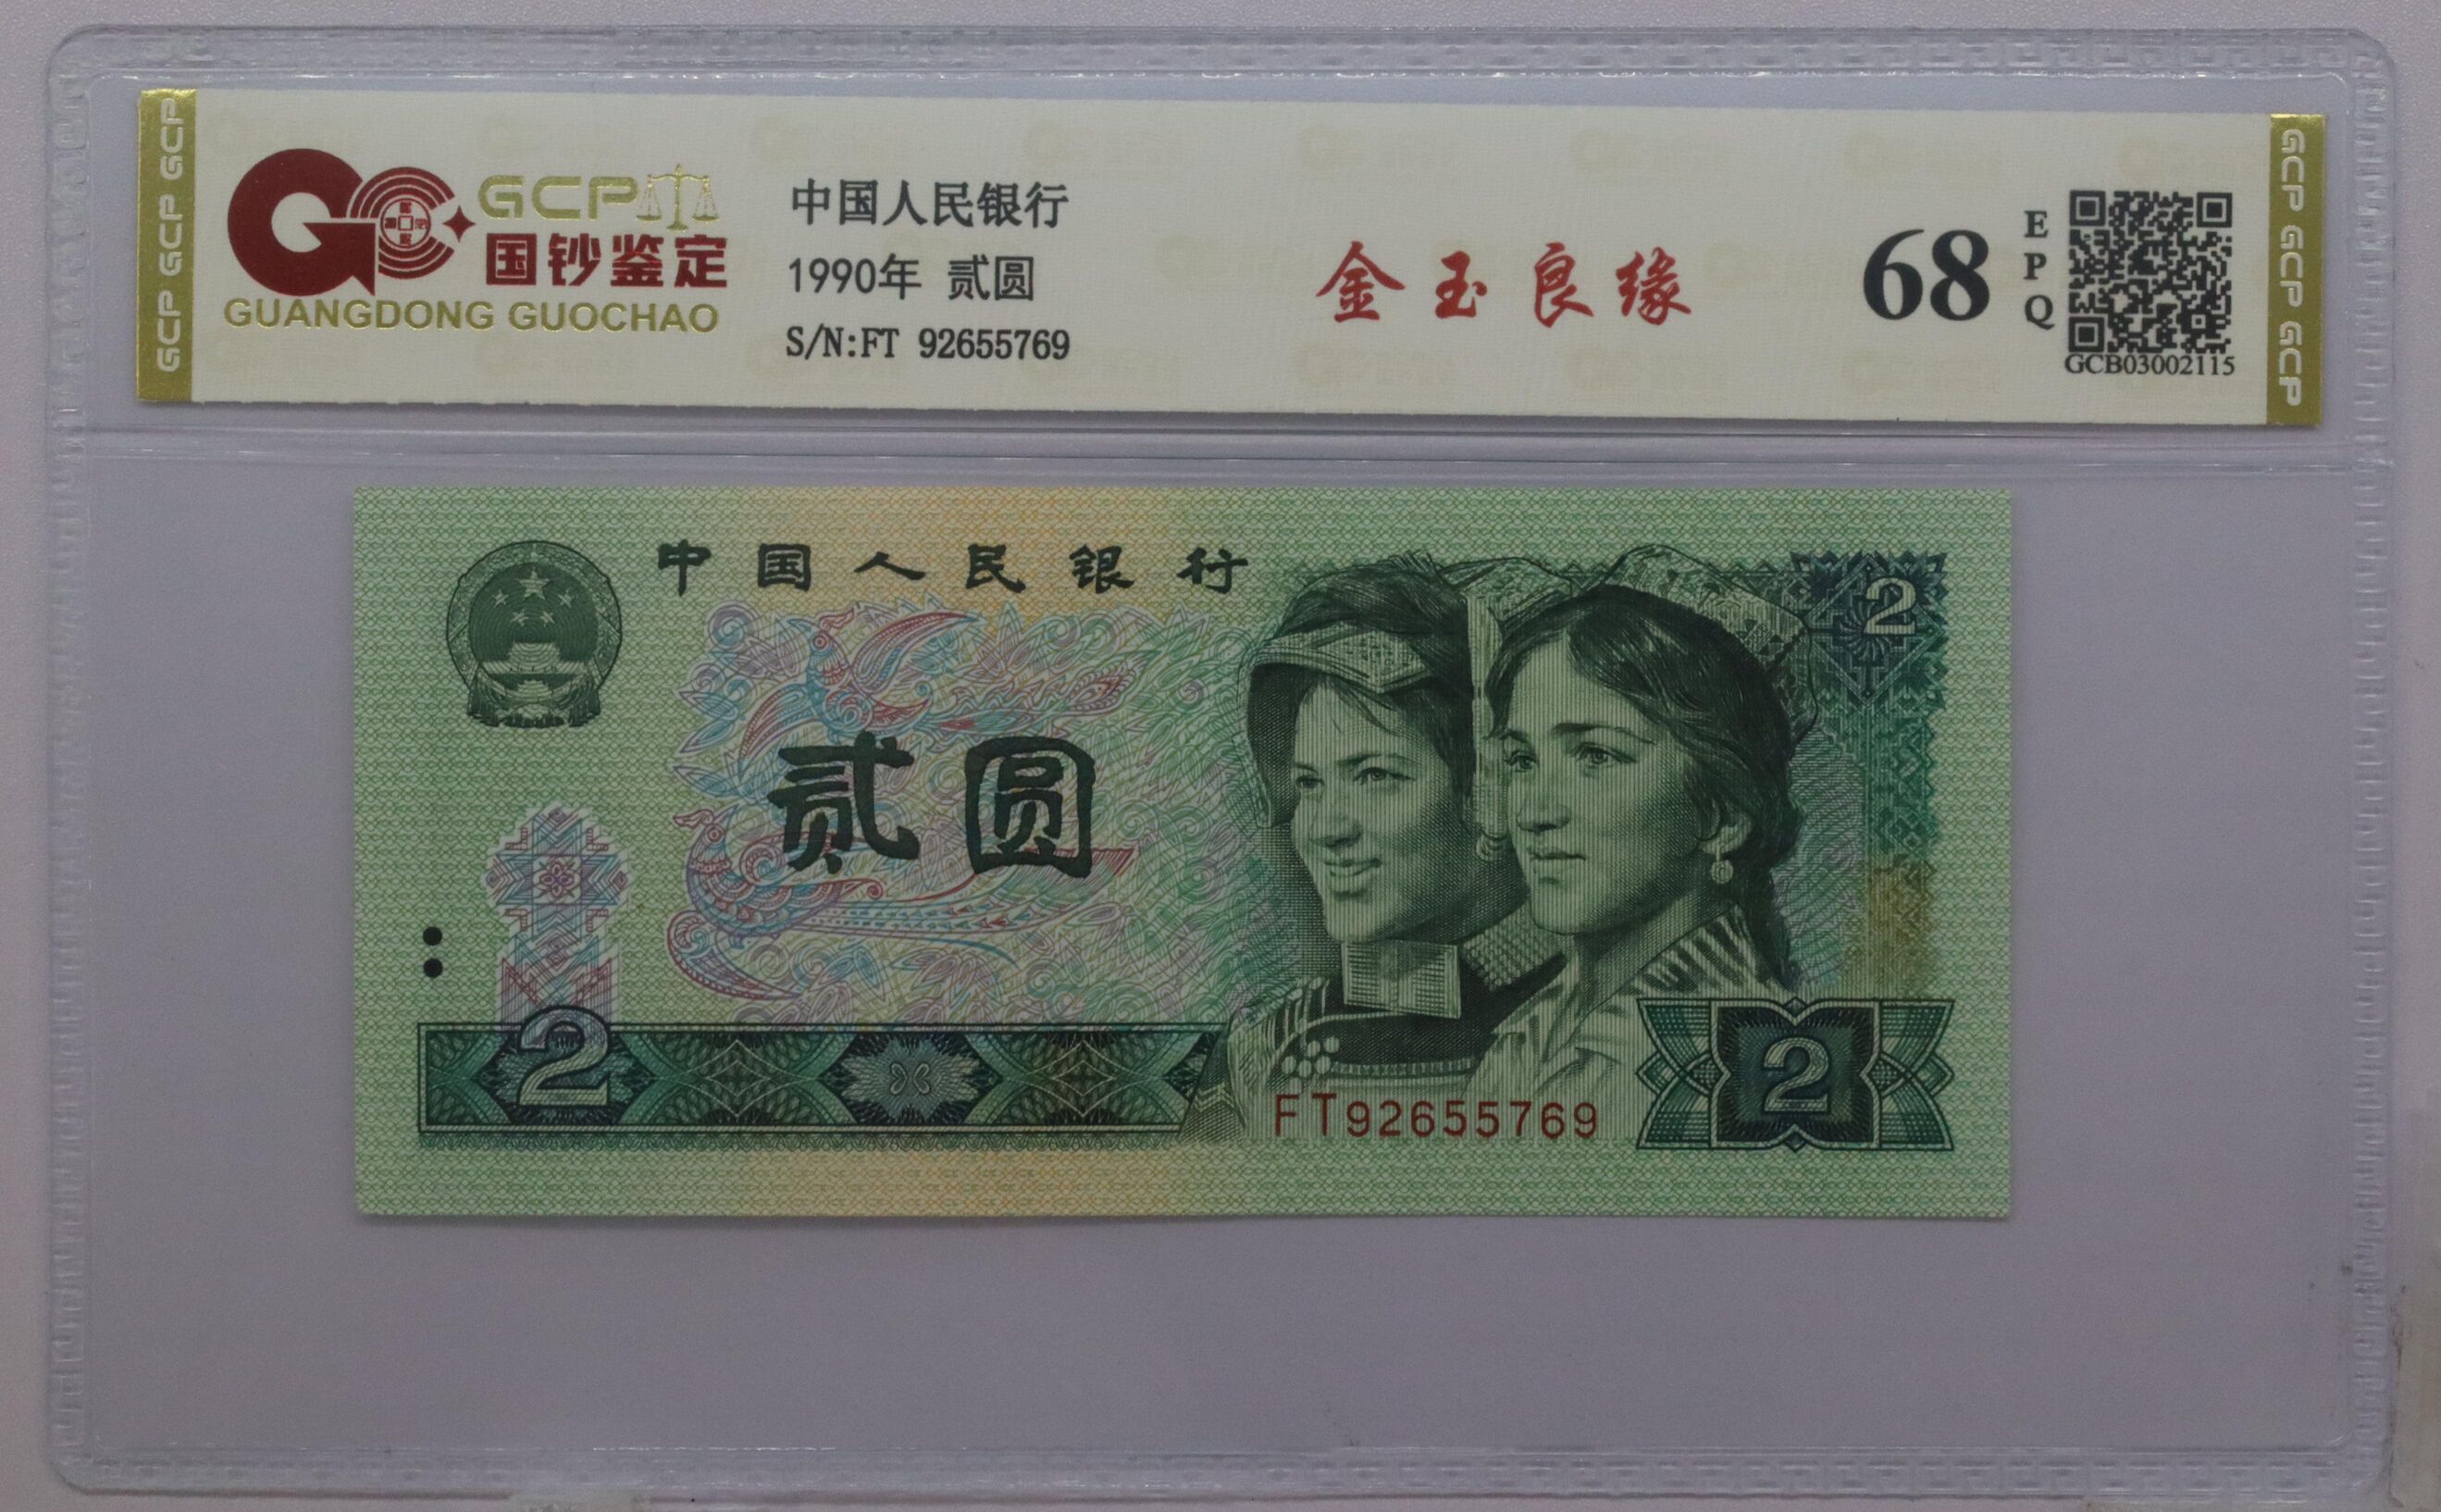 GCP GCP GCP
GCP
国钞鉴定
GUANGDONG GUOCHAO
中国人民银行
1990年 贰圆
S/N:FT 92655769
金玉良缘
68
EPQ
GCB03002115
GCP GCP GCP
中国人民银行
2
贰圆
2
FT92655769
2